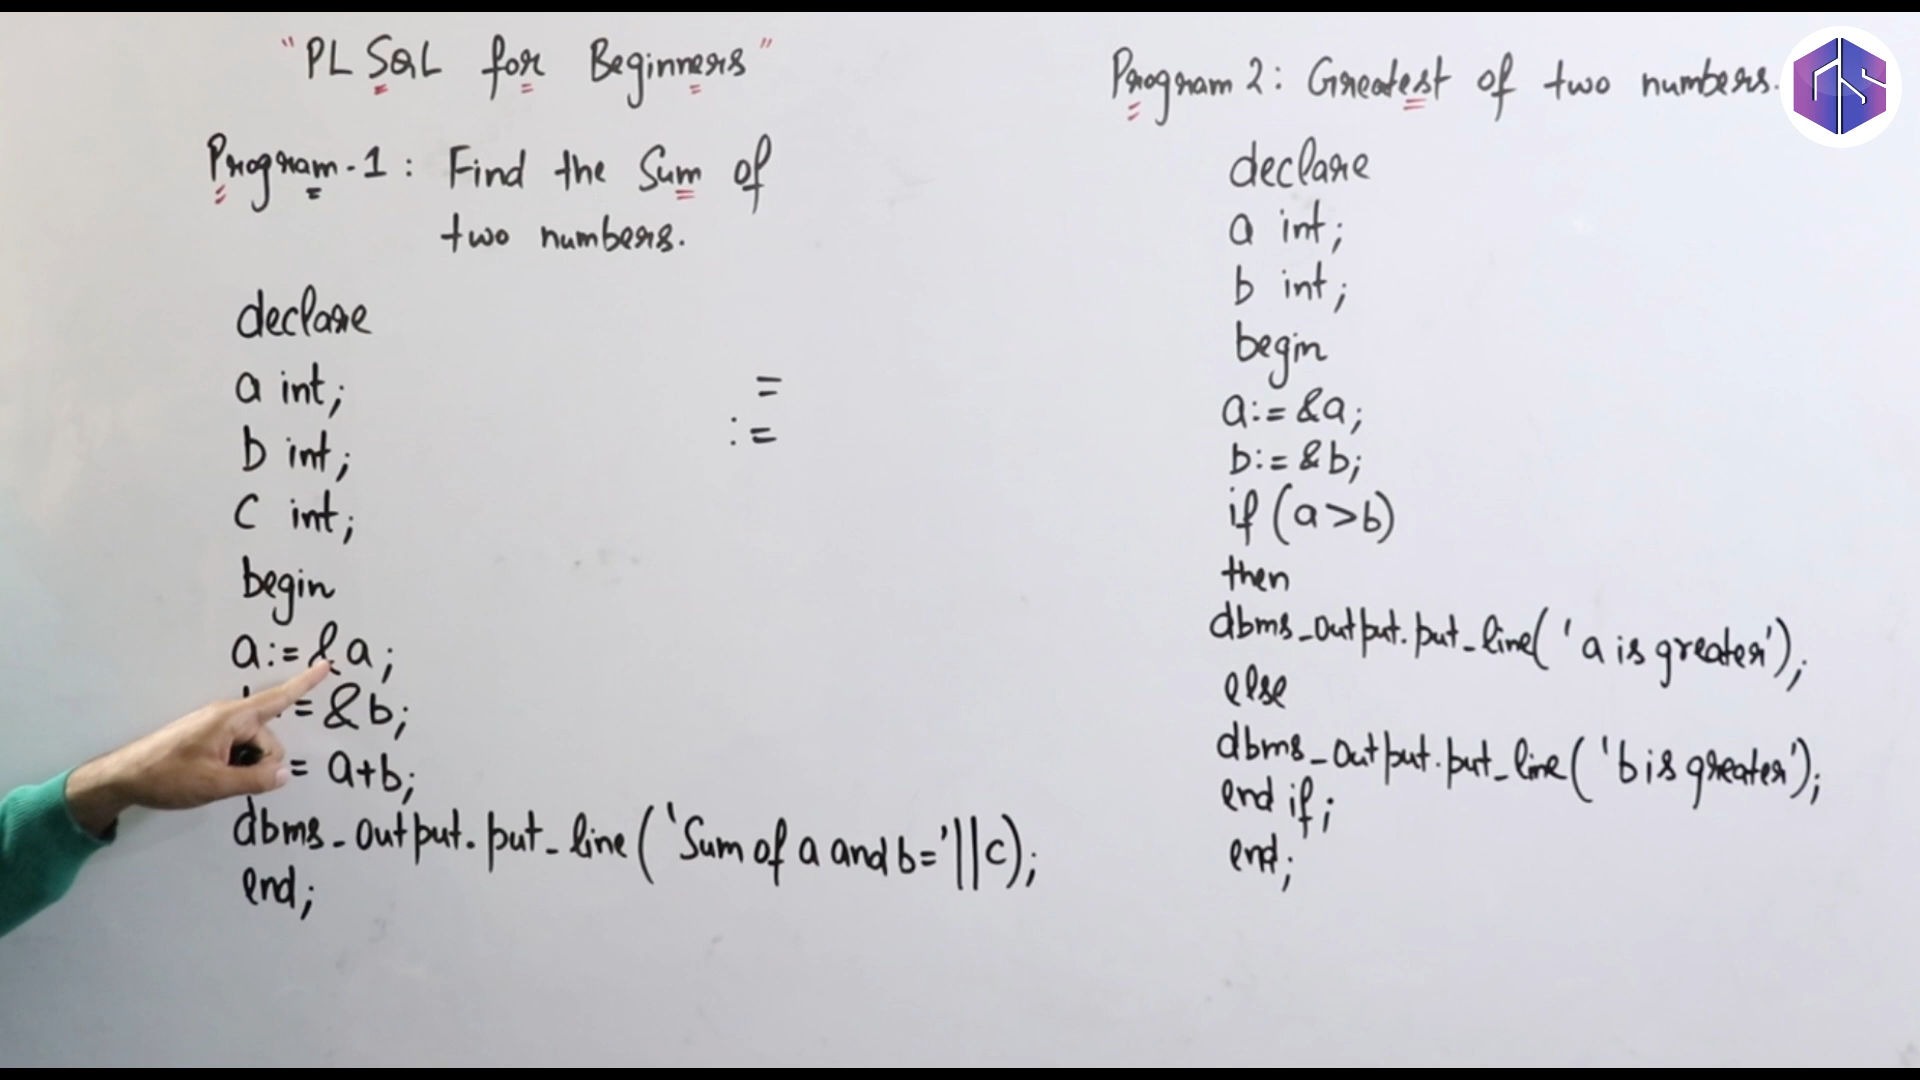 "PL SQL for Beginners"
Program-1: Find the Sum of
two numbers.
declare
a int;
b int;
c int;
begin
a:= &a;
= &b;
= a+b;
dbms_output.put_line('Sum of a and b='||c);
end;
=
:=
Program 2: Greatest of two numbers.
declare
a int;
b int;
begin
a:= &a;
b:= &b;
if (a>b)
then
dbms_output.put_line('a is greater');
else
dbms_output.put_line('b is greater');
end if;
end;